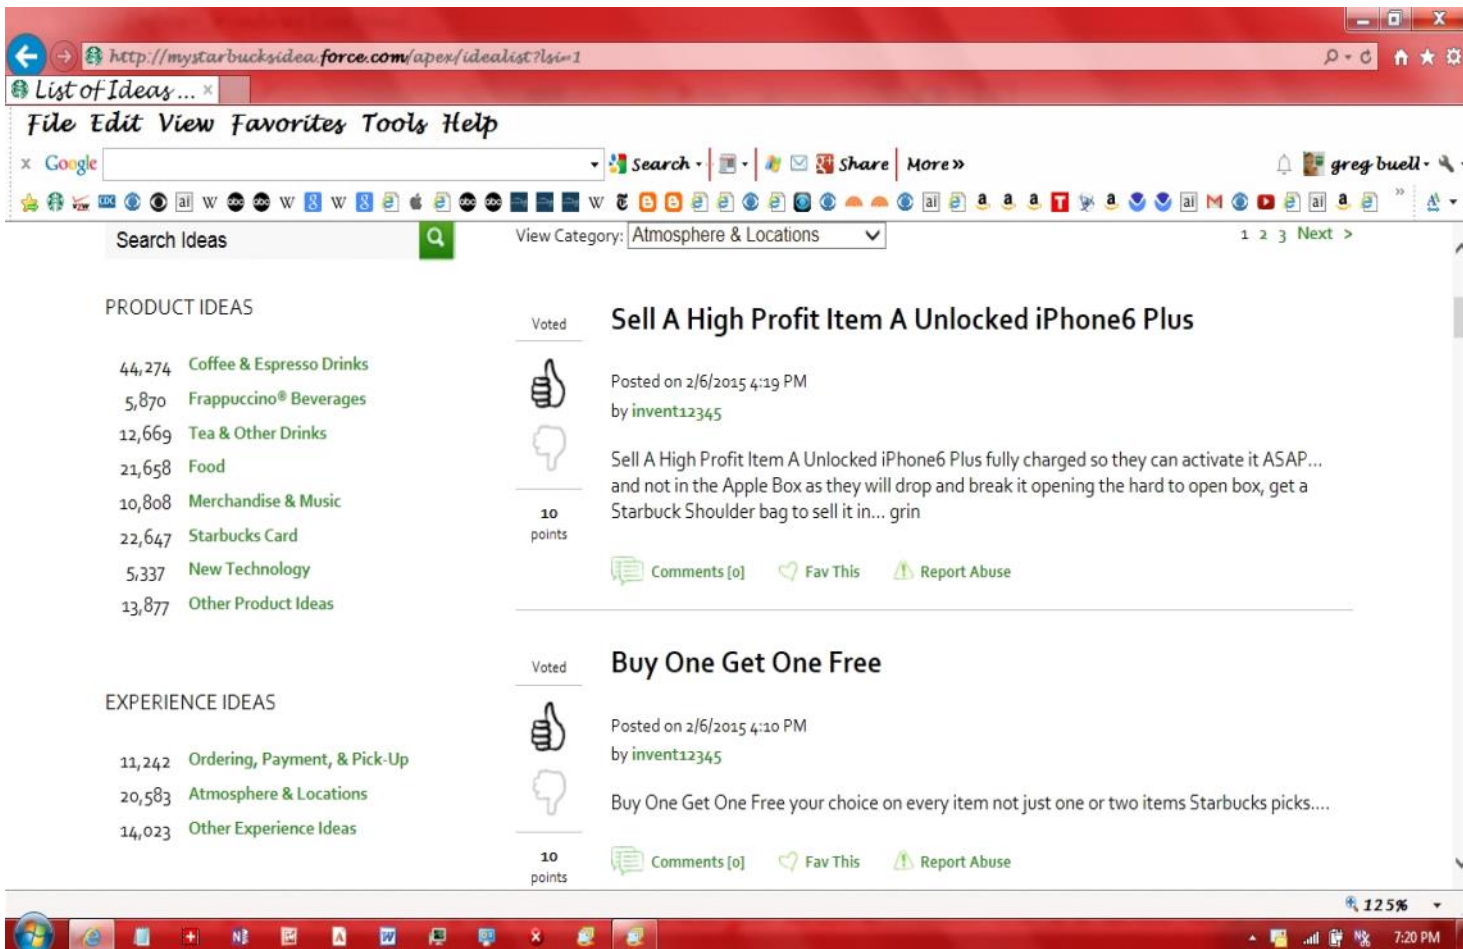 http://mystarbucksidea.force.com/apex/idealist?lsi=1
List of Ideas ... ×
File Edit View Favorites Tools Help
x Google Search Share More »
greg buell
Search Ideas
View Category: Atmosphere & Locations
1 2 3 Next >
PRODUCT IDEAS
44,274 Coffee & Espresso Drinks
5,870 Frappuccino® Beverages
12,669 Tea & Other Drinks
21,658 Food
10,808 Merchandise & Music
22,647 Starbucks Card
5,337 New Technology
13,877 Other Product Ideas
EXPERIENCE IDEAS
11,242 Ordering, Payment, & Pick-Up
20,583 Atmosphere & Locations
14,023 Other Experience Ideas
Voted
Sell A High Profit Item A Unlocked iPhone6 Plus
Posted on 2/6/2015 4:19 PM
by invent12345
Sell A High Profit Item A Unlocked iPhone6 Plus fully charged so they can activate it ASAP...
and not in the Apple Box as they will drop and break it opening the hard to open box, get a
Starbuck Shoulder bag to sell it in... grin
10
points
Comments [0] Fav This Report Abuse
Voted
Buy One Get One Free
Posted on 2/6/2015 4:10 PM
by invent12345
Buy One Get One Free your choice on every item not just one or two items Starbucks picks....
10
points
Comments [0] Fav This Report Abuse
125%
7:20 PM